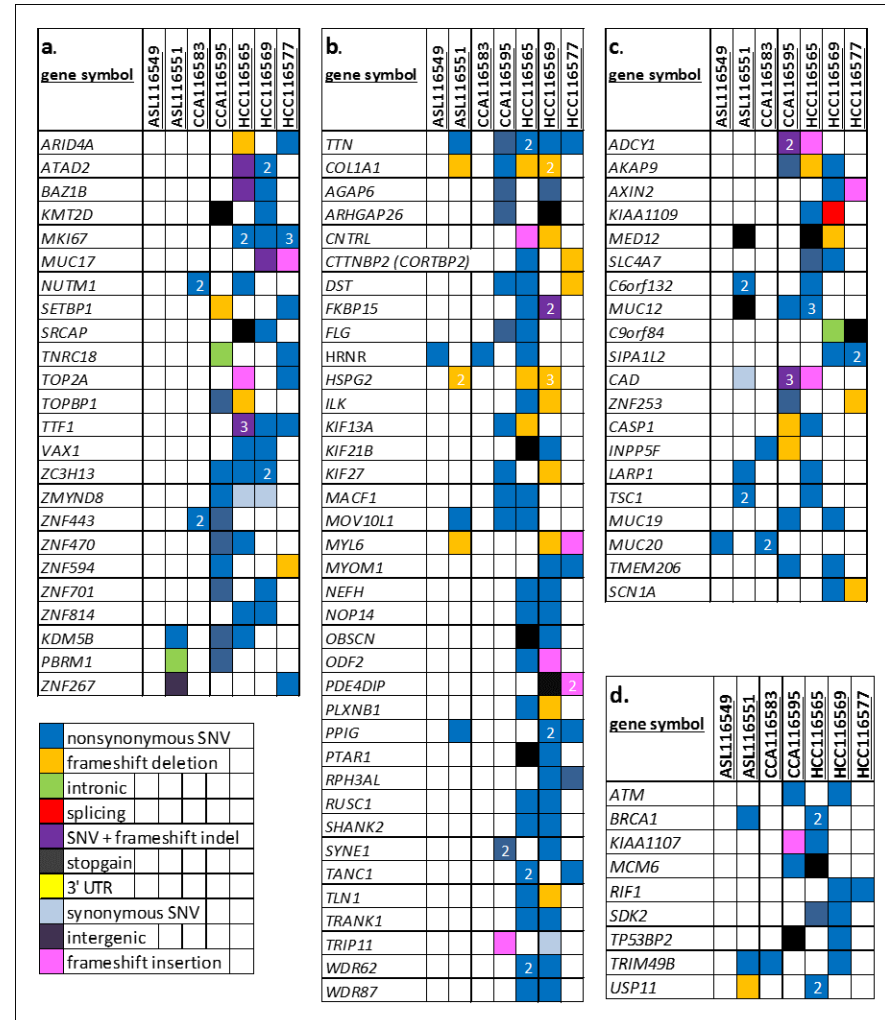 a.
gene symbol
ASL116549
ASL116551
CCA116583
CCA116595
HCC116565
HCC116569
HCC116577
ARID4A
ATAD2 2
BAZ1B
KMT2D
MKI67 2 3
MUC17
NUTM1 2
SETBP1
SRCAP
TNRC18
TOP2A
TOPBP1
TTF1 3
VAX1
ZC3H13 2
ZMYND8
ZNF443 2
ZNF470
ZNF594
ZNF701
ZNF814
KDM5B
PBRM1
ZNF267
nonsynonymous SNV
frameshift deletion
intronic
splicing
SNV + frameshift indel
stopgain
3' UTR
synonymous SNV
intergenic
frameshift insertion
b.
gene symbol
ASL116549
ASL116551
CCA116583
CCA116595
HCC116565
HCC116569
HCC116577
TTN 2
COL1A1 2
AGAP6
ARHGAP26
CNTRL
CTTNBP2 (CORTBP2)
DST
FKBP15 2
FLG
HRNR
HSPG2 2 3
ILK
KIF13A
KIF21B
KIF27
MACF1
MOV10L1
MYL6
MYOM1
NEFH
NOP14
OBSCN
ODF2
PDE4DIP 2
PLXNB1
PPIG 2
PTAR1
RPH3AL
RUSC1
SHANK2
SYNE1 2
TANC1 2
TLN1
TRANK1
TRIP11
WDR62 2
WDR87
c.
gene symbol
ASL116549
ASL116551
CCA116583
CCA116595
HCC116565
HCC116569
HCC116577
ADCY1 2
AKAP9
AXIN2
KIAA1109
MED12
SLC4A7
C6orf132 2
MUC12 3
C9orf84
SIPA1L2 2
CAD 3
ZNF253
CASP1
INPP5F
LARP1
TSC1 2
MUC19
MUC20 2
TMEM206
SCN1A
d.
gene symbol
ASL116549
ASL116551
CCA116583
CCA116595
HCC116565
HCC116569
HCC116577
ATM
BRCA1 2
KIAA1107
MCM6
RIF1
SDK2
TP53BP2
TRIM49B
USP11 2